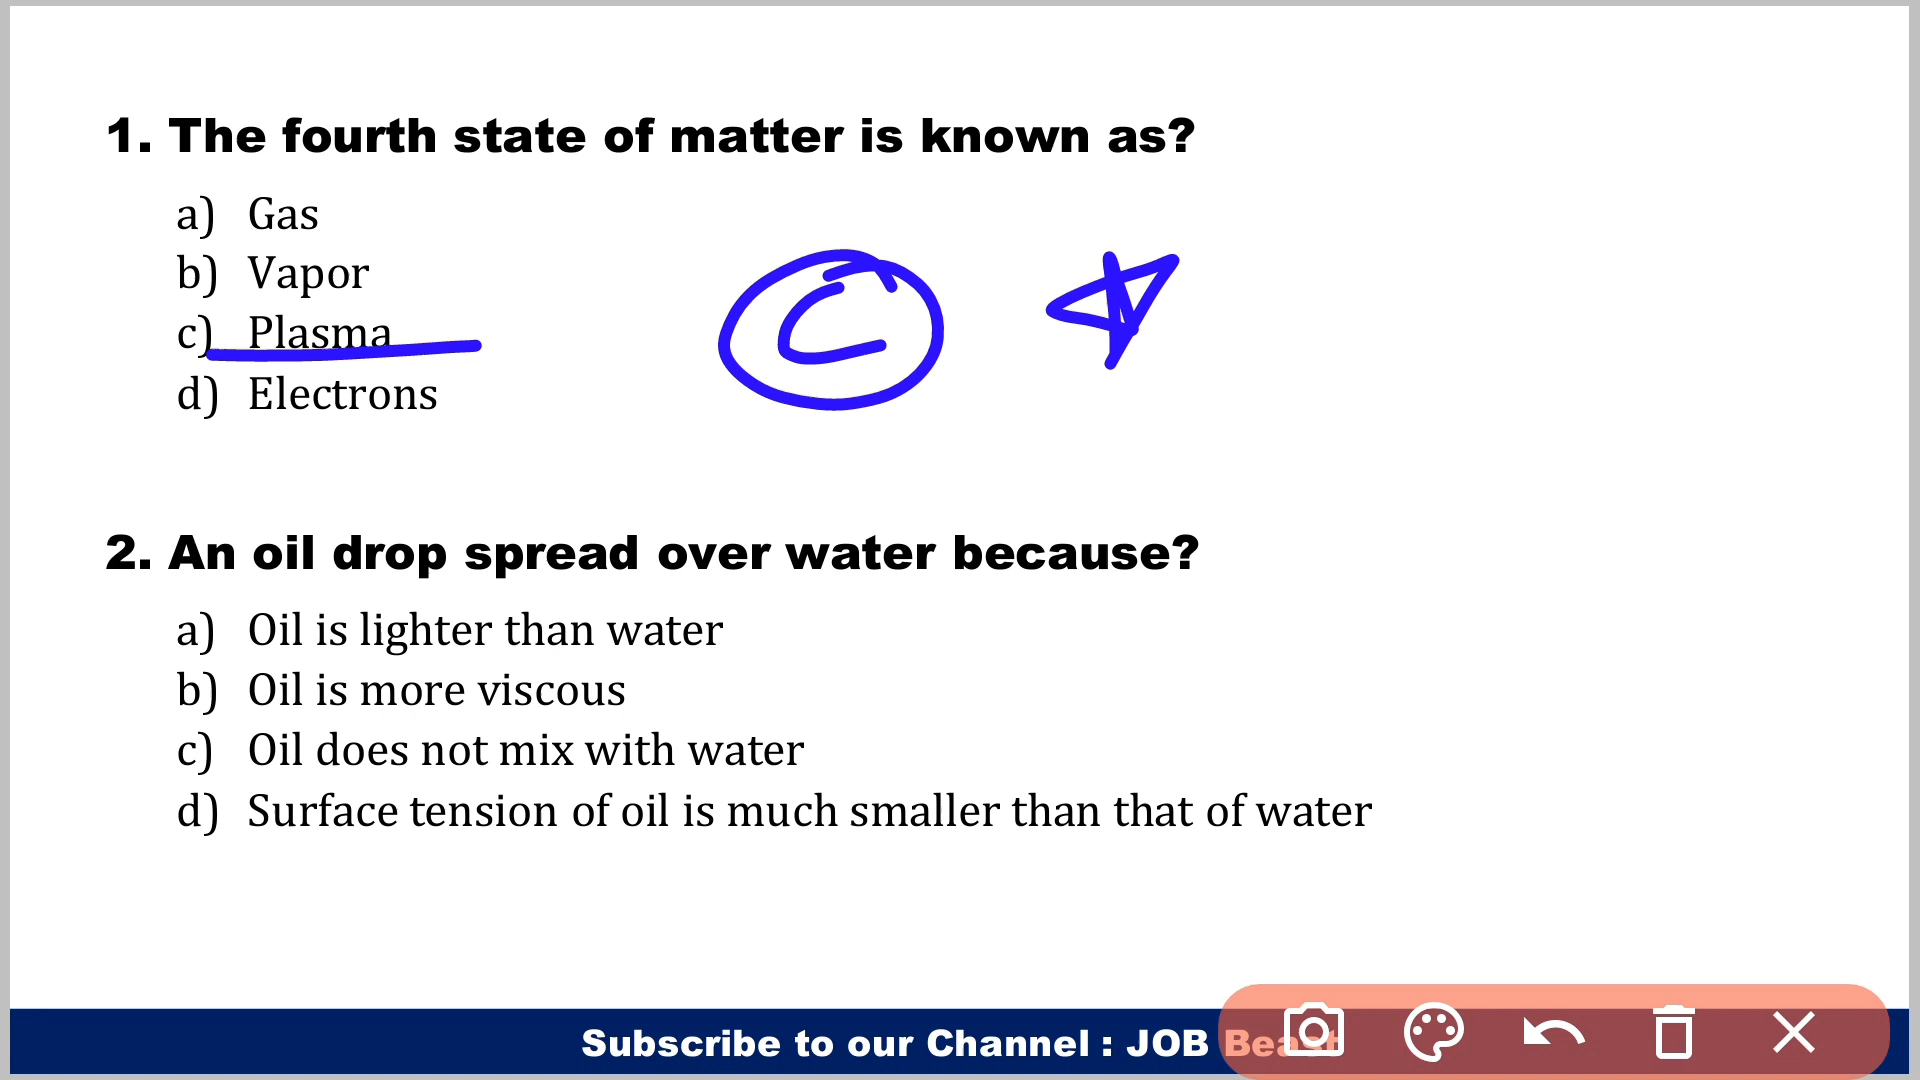 1. The fourth state of matter is known as?
a) Gas
b) Vapor
c) Plasma
C
d) Electrons
2. An oil drop spread over water because?
a) Oil is lighter than water
b) Oil is more viscous
c) Oil does not mix with water
d) Surface tension of oil is much smaller than that of water
Subscribe to our Channel : JOB Beast